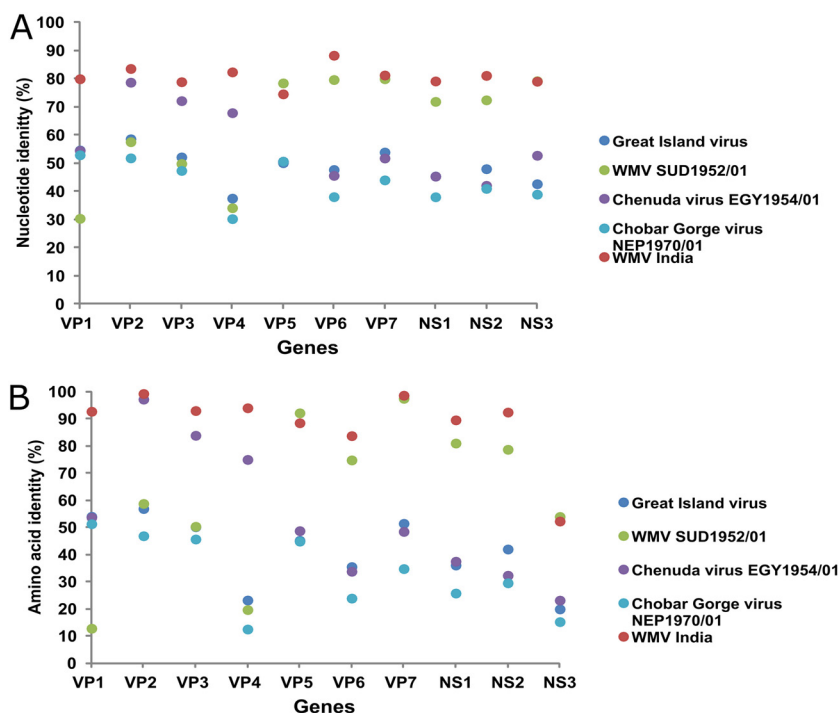 A
Nucleotide idenitty (%)
100
90
80
70
60
50
40
30
20
10
0
VP1 VP2 VP3 VP4 VP5 VP6 VP7 NS1 NS2 NS3
Genes
Great Island virus
WMV SUD1952/01
Chenuda virus EGY1954/01
Chobar Gorge virus
NEP1970/01
WMV India
B
Amino acid identity (%)
100
90
80
70
60
50
40
30
20
10
0
VP1 VP2 VP3 VP4 VP5 VP6 VP7 NS1 NS2 NS3
Genes
Great Island virus
WMV SUD1952/01
Chenuda virus EGY1954/01
Chobar Gorge virus
NEP1970/01
WMV India